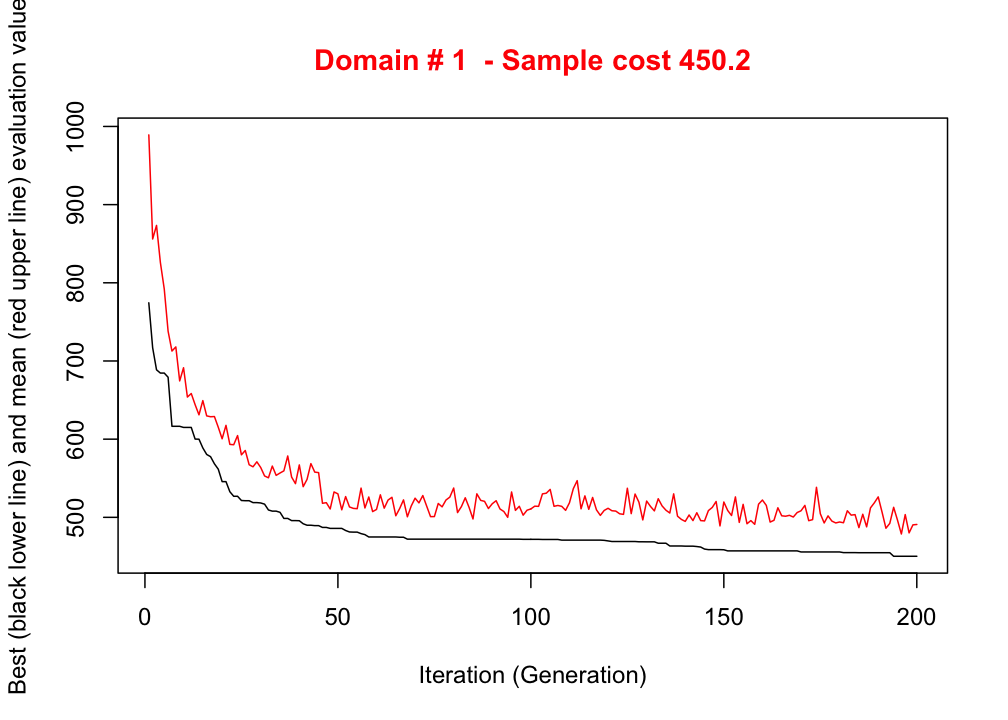 Domain # 1  - Sample cost 450.2
Best (black lower line) and mean (red upper line) evaluation value
1000
900
800
700
600
500
0 50 100 150 200
Iteration (Generation)